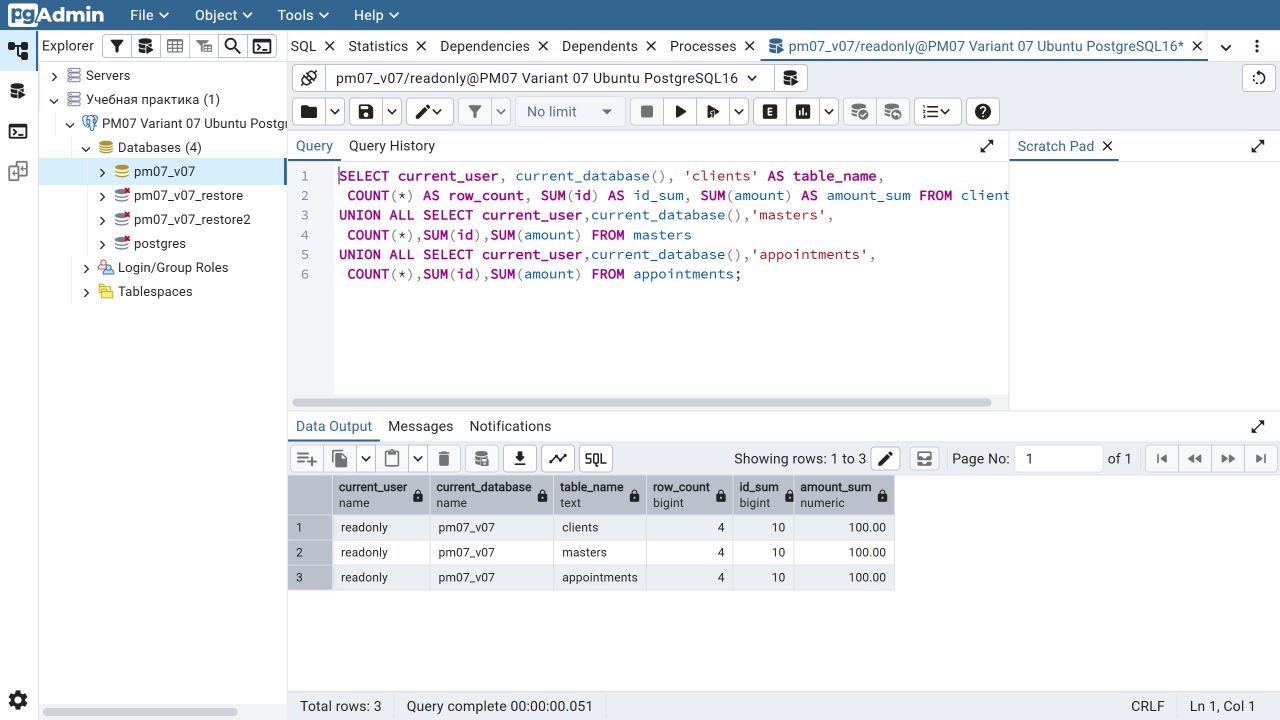 pgAdmin File Object Tools Help
Explorer
SQL Statistics Dependencies Dependents Processes pm07_v07/readonly@PM07 Variant 07 Ubuntu PostgreSQL16*
Servers
Учебная практика (1)
PM07 Variant 07 Ubuntu Postgr
Databases (4)
pm07_v07
pm07_v07_restore
pm07_v07_restore2
postgres
Login/Group Roles
Tablespaces
pm07_v07/readonly@PM07 Variant 07 Ubuntu PostgreSQL16
No limit
E
Query Query History
Scratch Pad
1 SELECT current_user, current_database(), 'clients' AS table_name,
2 COUNT(*) AS row_count, SUM(id) AS id_sum, SUM(amount) AS amount_sum FROM client
3 UNION ALL SELECT current_user,current_database(),'masters',
4 COUNT(*),SUM(id),SUM(amount) FROM masters
5 UNION ALL SELECT current_user,current_database(),'appointments',
6 COUNT(*),SUM(id),SUM(amount) FROM appointments;
Data Output Messages Notifications
SQL Showing rows: 1 to 3 Page No: 1 of 1
current_user current_database table_name row_count id_sum amount_sum
name name text bigint bigint numeric
1 readonly pm07_v07 clients 4 10 100.00
2 readonly pm07_v07 masters 4 10 100.00
3 readonly pm07_v07 appointments 4 10 100.00
Total rows: 3 Query complete 00:00:00.051 CRLF Ln 1, Col 1